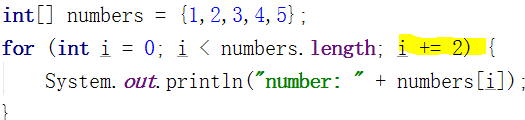 int[] numbers = {1,2,3,4,5};
for (int i = 0; i < numbers.length; i += 2) {
    System.out.println("number: " + numbers[i]);
}